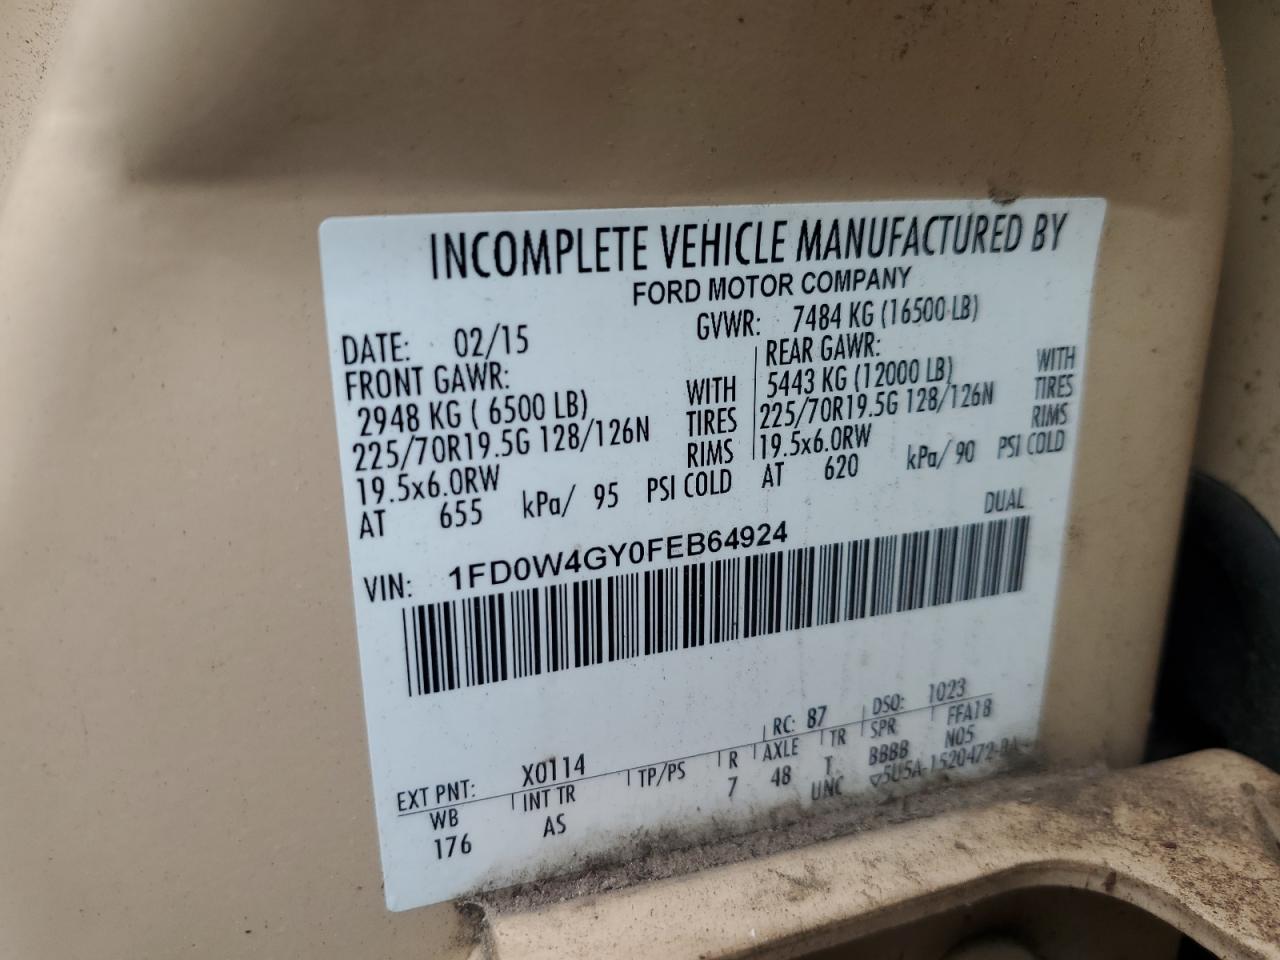 INCOMPLETE VEHICLE MANUFACTURED BY
FORD MOTOR COMPANY
DATE: 02/15 GVWR: 7484 KG (16500 LB)
FRONT GAWR: REAR GAWR:
2948 KG ( 6500 LB) WITH 5443 KG (12000 LB) WITH
225/70R19.5G 128/126N TIRES 225/70R19.5G 128/126N TIRES
19.5x6.0RW RIMS 19.5x6.0RW RIMS
AT 655 kPa/ 95 PSI COLD AT 620 kPa/ 90 PSI COLD
DUAL
VIN: 1FD0W4GY0FEB64924
EXT PNT: X0114 RC: 87 DSO: 1023
WB INT TR TP/PS R AXLE TR SPR FFA18
176 AS 7 48 T BBBB N05
UNC ▽5U5A-1520472-BA